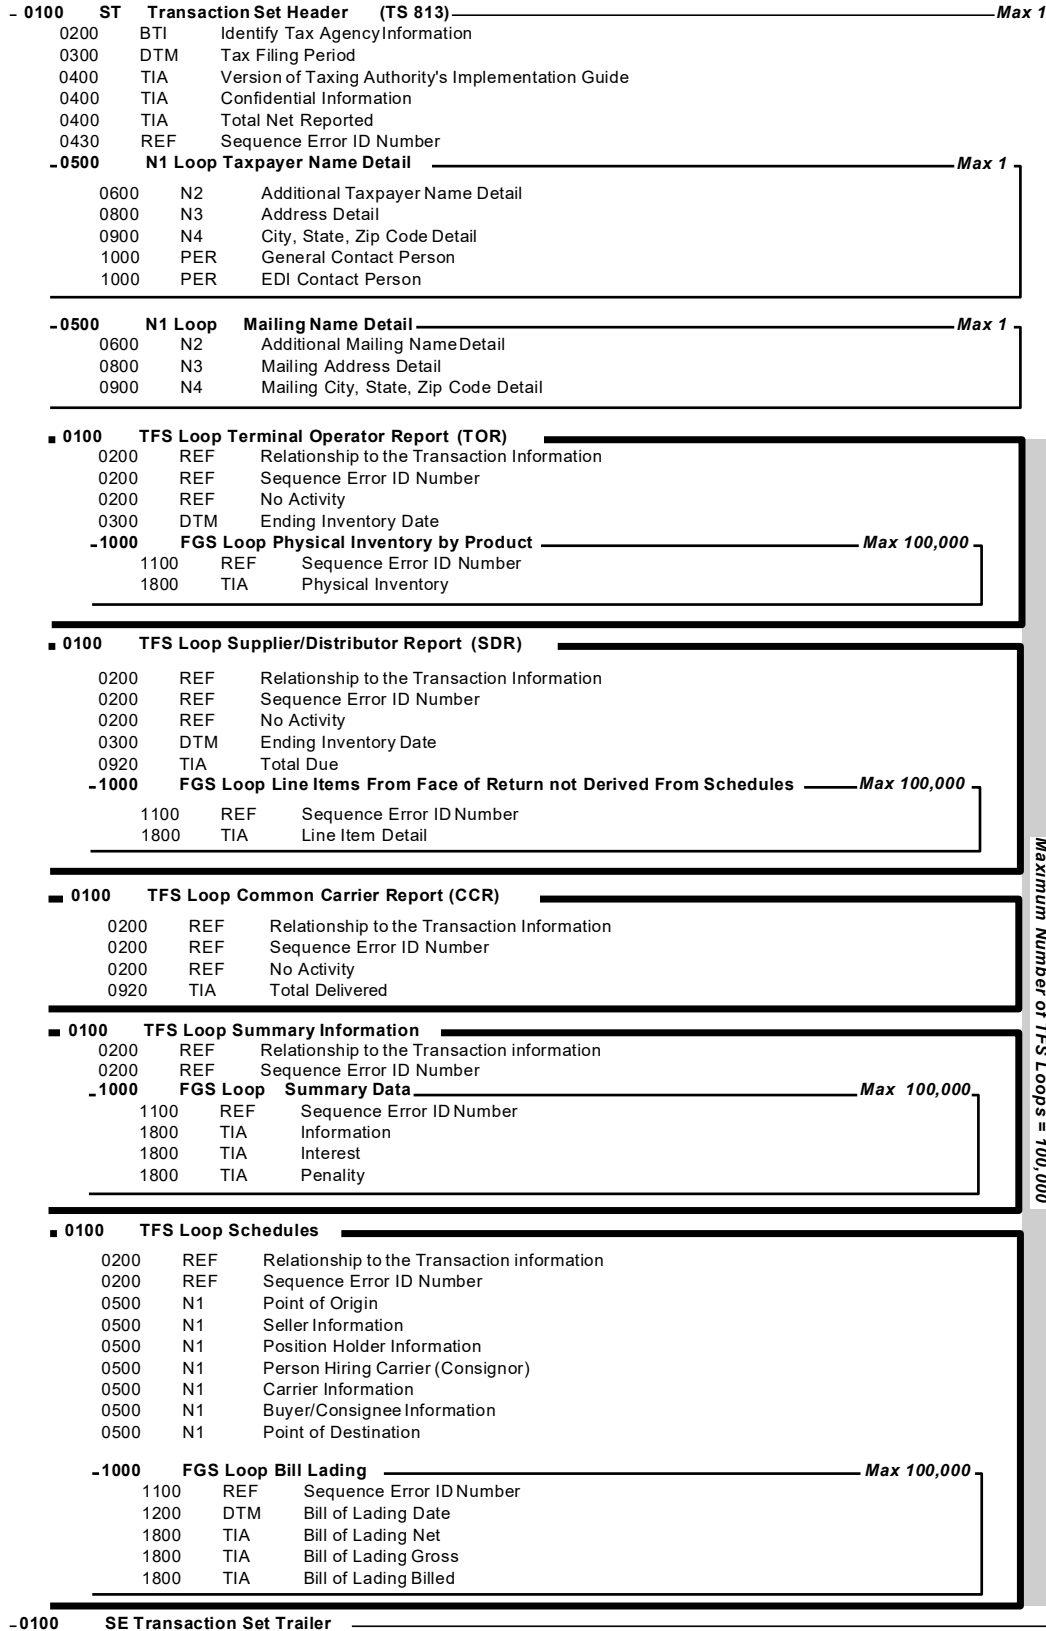 0100 ST Transaction Set Header (TS 813) Max 1
0200 BTI Identify Tax Agency Information
0300 DTM Tax Filing Period
0400 TIA Version of Taxing Authority's Implementation Guide
0400 TIA Confidential Information
0400 TIA Total Net Reported
0430 REF Sequence Error ID Number
0500 N1 Loop Taxpayer Name Detail Max 1
0600 N2 Additional Taxpayer Name Detail
0800 N3 Address Detail
0900 N4 City, State, Zip Code Detail
1000 PER General Contact Person
1000 PER EDI Contact Person
0500 N1 Loop Mailing Name Detail Max 1
0600 N2 Additional Mailing Name Detail
0800 N3 Mailing Address Detail
0900 N4 Mailing City, State, Zip Code Detail
0100 TFS Loop Terminal Operator Report (TOR)
0200 REF Relationship to the Transaction Information
0200 REF Sequence Error ID Number
0200 REF No Activity
0300 DTM Ending Inventory Date
1000 FGS Loop Physical Inventory by Product Max 100,000
1100 REF Sequence Error ID Number
1800 TIA Physical Inventory
0100 TFS Loop Supplier/Distributor Report (SDR)
0200 REF Relationship to the Transaction Information
0200 REF Sequence Error ID Number
0200 REF No Activity
0300 DTM Ending Inventory Date
0920 TIA Total Due
1000 FGS Loop Line Items From Face of Return not Derived From Schedules Max 100,000
1100 REF Sequence Error ID Number
1800 TIA Line Item Detail
0100 TFS Loop Common Carrier Report (CCR)
0200 REF Relationship to the Transaction Information
0200 REF Sequence Error ID Number
0200 REF No Activity
0920 TIA Total Delivered
0100 TFS Loop Summary Information
0200 REF Relationship to the Transaction information
0200 REF Sequence Error ID Number
1000 FGS Loop Summary Data Max 100,000
1100 REF Sequence Error ID Number
1800 TIA Information
1800 TIA Interest
1800 TIA Penality
0100 TFS Loop Schedules
0200 REF Relationship to the Transaction information
0200 REF Sequence Error ID Number
0500 N1 Point of Origin
0500 N1 Seller Information
0500 N1 Position Holder Information
0500 N1 Person Hiring Carrier (Consignor)
0500 N1 Carrier Information
0500 N1 Buyer/Consignee Information
0500 N1 Point of Destination
1000 FGS Loop Bill Lading Max 100,000
1100 REF Sequence Error ID Number
1200 DTM Bill of Lading Date
1800 TIA Bill of Lading Net
1800 TIA Bill of Lading Gross
1800 TIA Bill of Lading Billed
0100 SE Transaction Set Trailer
Maximum Number of TFS Loops = 100,000